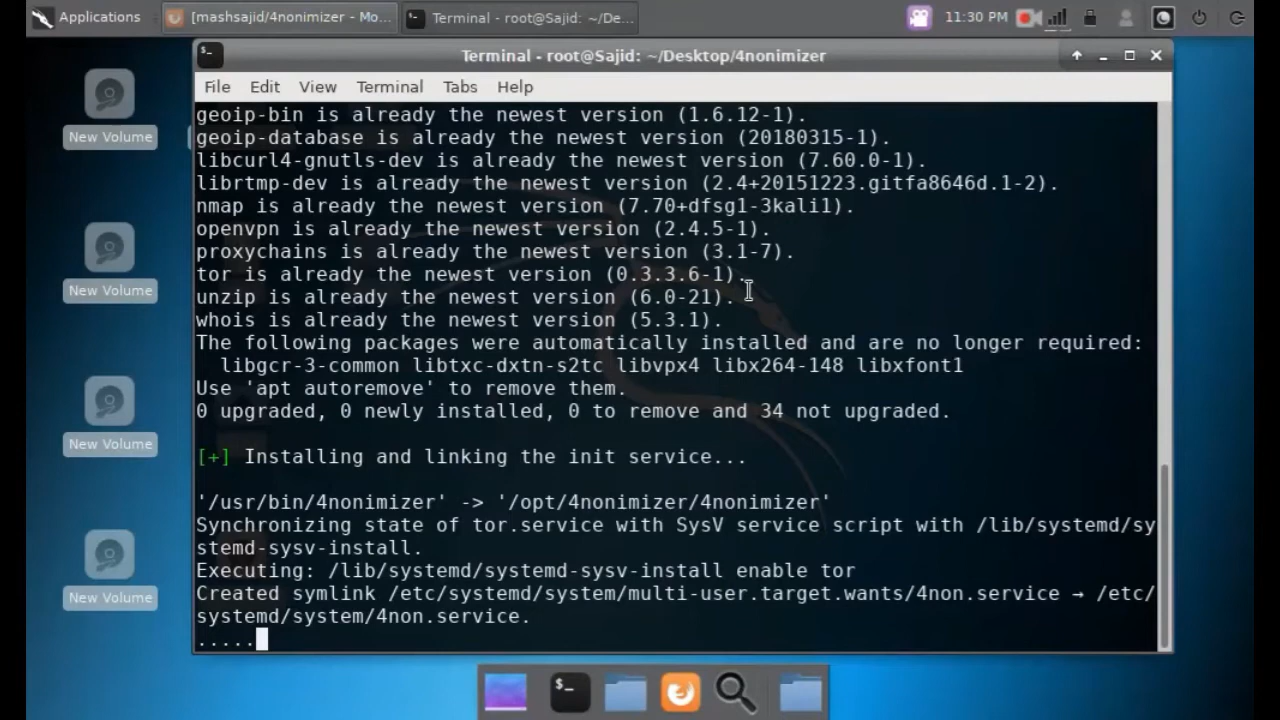 Applications
[mashsajid/4nonimizer - Mo...
Terminal - root@Sajid: ~/De...
11:30 PM
Terminal - root@Sajid: ~/Desktop/4nonimizer
File Edit View Terminal Tabs Help
geoip-bin is already the newest version (1.6.12-1).
geoip-database is already the newest version (20180315-1).
libcurl4-gnutls-dev is already the newest version (7.60.0-1).
librtmp-dev is already the newest version (2.4+20151223.gitfa8646d.1-2).
nmap is already the newest version (7.70+dfsg1-3kali1).
openvpn is already the newest version (2.4.5-1).
proxychains is already the newest version (3.1-7).
tor is already the newest version (0.3.3.6-1).
unzip is already the newest version (6.0-21).
whois is already the newest version (5.3.1).
The following packages were automatically installed and are no longer required:
  libgcr-3-common libtxc-dxtn-s2tc libvpx4 libx264-148 libxfont1
Use 'apt autoremove' to remove them.
0 upgraded, 0 newly installed, 0 to remove and 34 not upgraded.
[+] Installing and linking the init service...
'/usr/bin/4nonimizer' -> '/opt/4nonimizer/4nonimizer'
Synchronizing state of tor.service with SysV service script with /lib/systemd/sy
stemd-sysv-install.
Executing: /lib/systemd/systemd-sysv-install enable tor
Created symlink /etc/systemd/system/multi-user.target.wants/4non.service → /etc/
systemd/system/4non.service.
.....
New Volume
New Volume
New Volume
New Volume